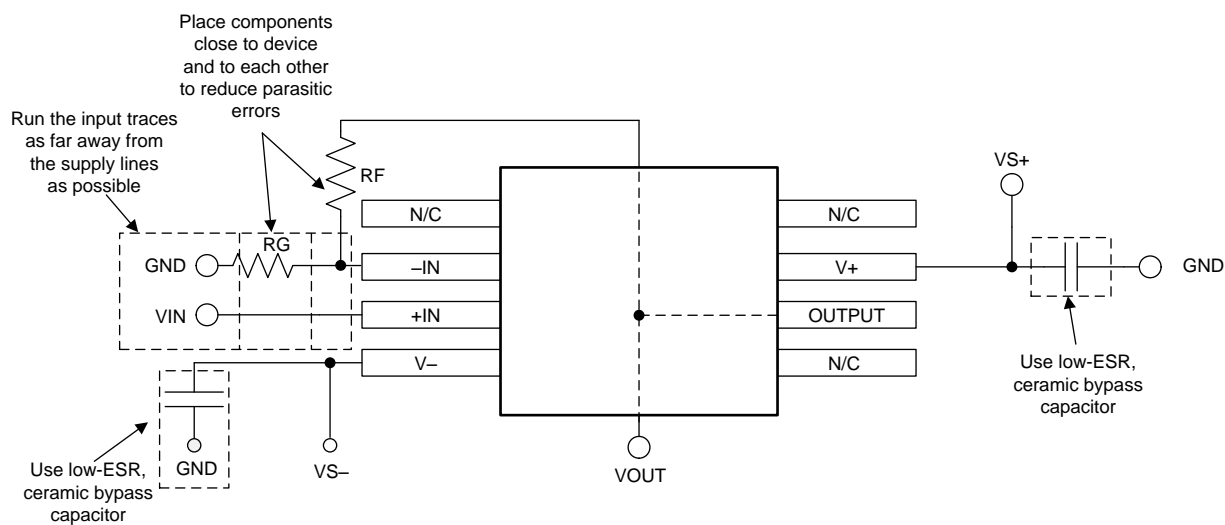 Place components
close to device
and to each other
to reduce parasitic
errors
Run the input traces
as far away from
the supply lines
as possible
RF
VS+
N/C
N/C
RG
GND
–IN
V+
GND
VIN
+IN
OUTPUT
V–
N/C
Use low-ESR,
ceramic bypass
capacitor
GND
VS–
VOUT
Use low-ESR,
ceramic bypass
capacitor